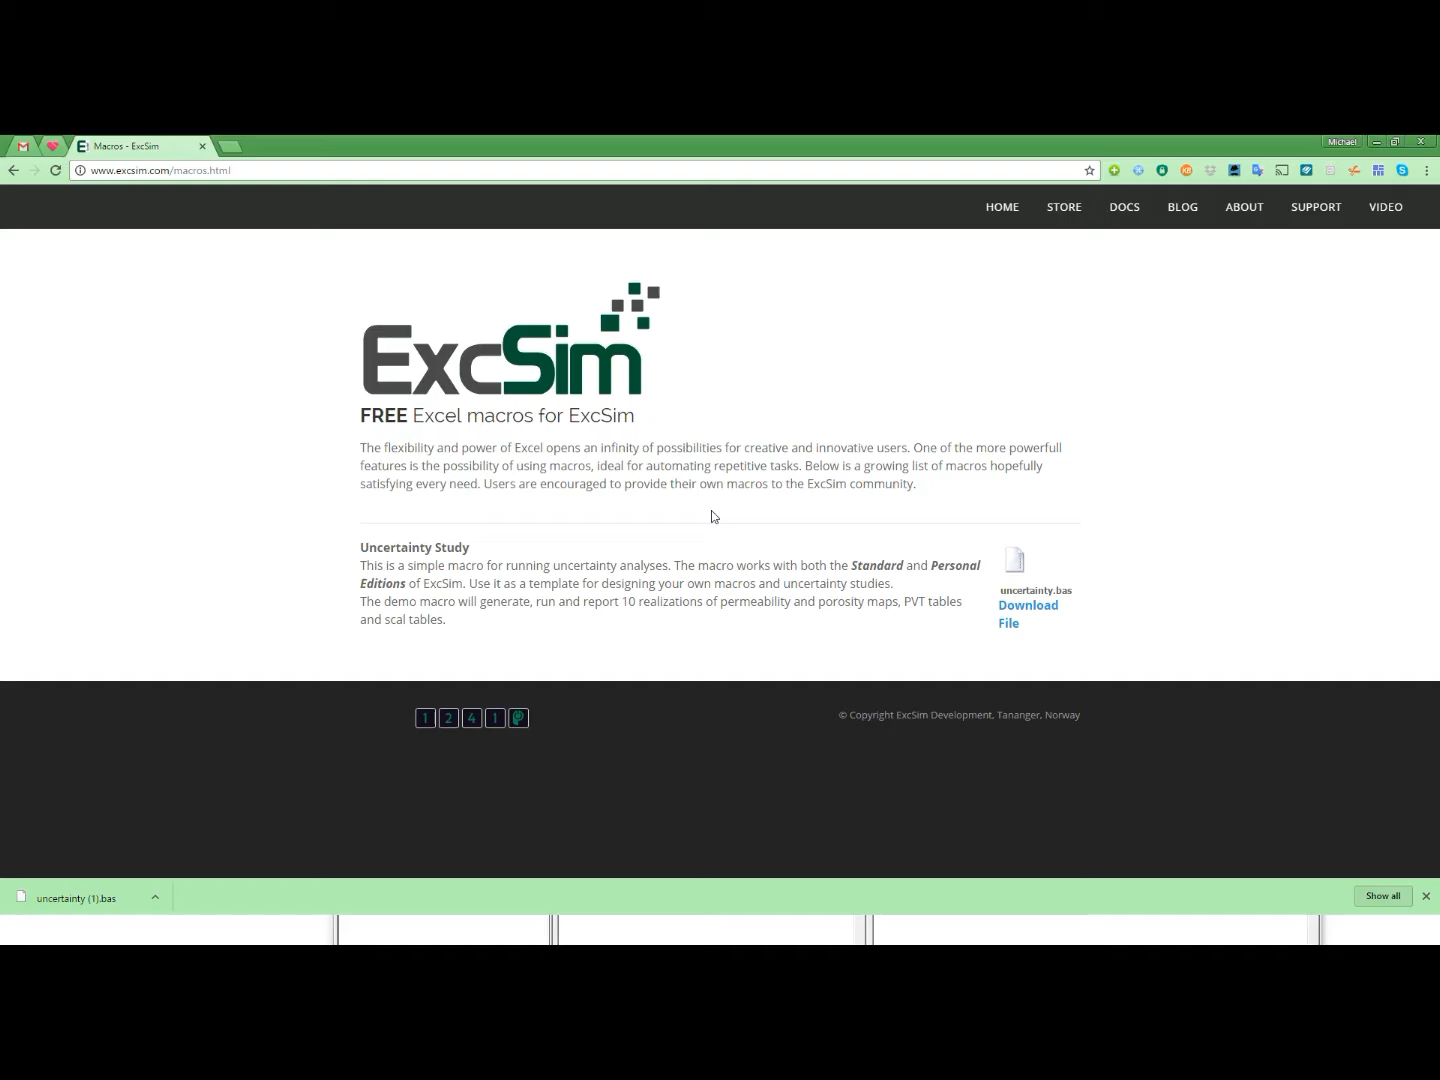 Macros - ExcSim
Michael
www.excsim.com/macros.html
HOME STORE DOCS BLOG ABOUT SUPPORT VIDEO
ExcSim
FREE Excel macros for ExcSim
The flexibility and power of Excel opens an infinity of possibilities for creative and innovative users. One of the more powerfull
features is the possibility of using macros, ideal for automating repetitive tasks. Below is a growing list of macros hopefully
satisfying every need. Users are encouraged to provide their own macros to the ExcSim community.
Uncertainty Study
This is a simple macro for running uncertainty analyses. The macro works with both the Standard and Personal
Editions of ExcSim. Use it as a template for designing your own macros and uncertainty studies.
The demo macro will generate, run and report 10 realizations of permeability and porosity maps, PVT tables
and scal tables.
uncertainty.bas
Download
File
1 2 4 1
© Copyright ExcSim Development, Tananger, Norway
uncertainty (1).bas
Show all